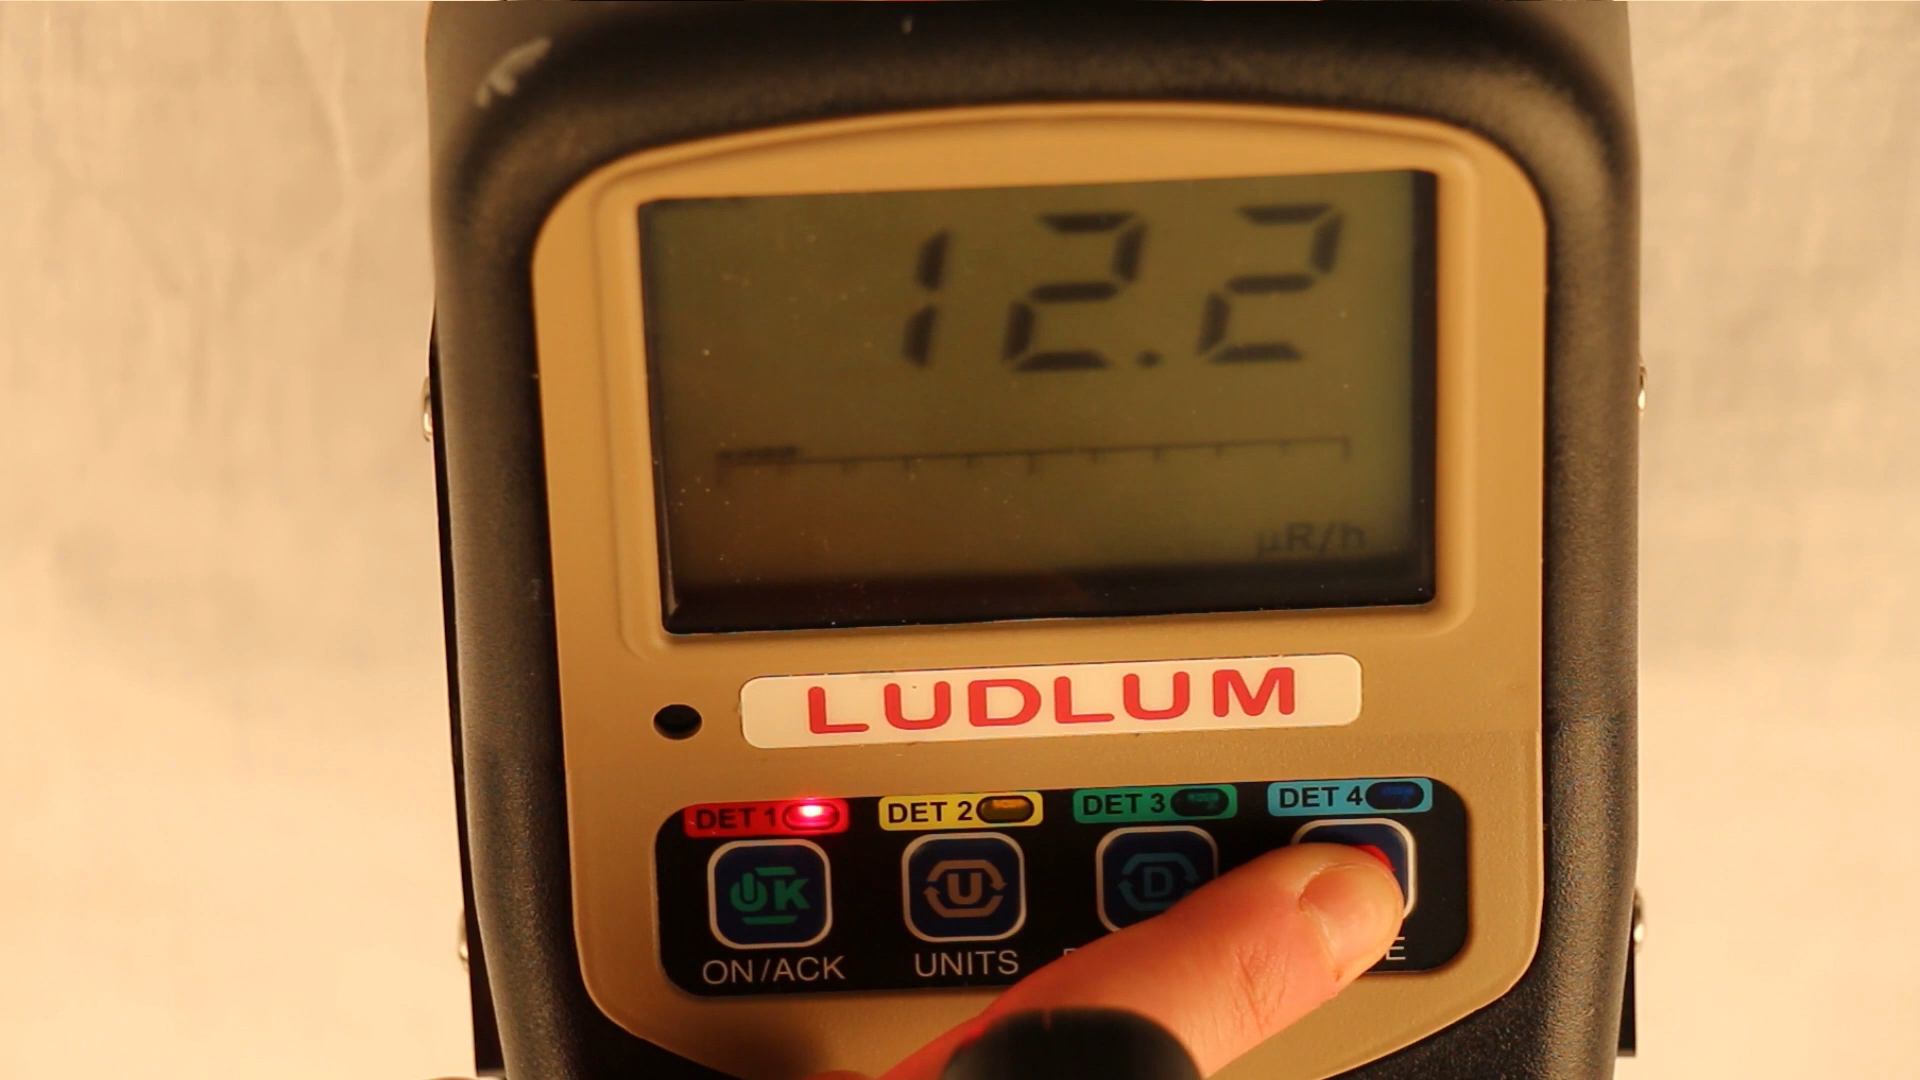 12.2
µR/h
LUDLUM
DET 1 DET 2 DET 3 DET 4
OK U D
ON/ACK UNITS